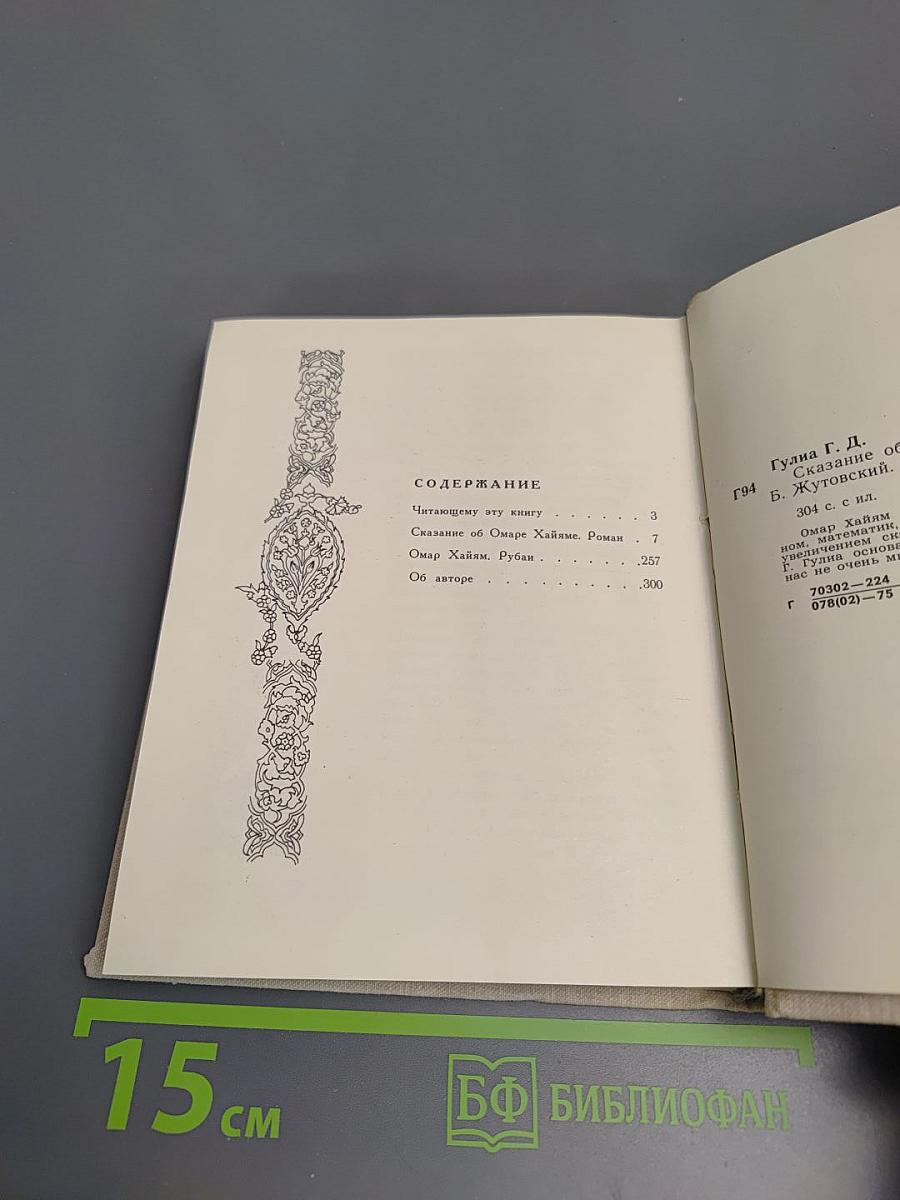 СОДЕРЖАНИЕ
Читающему эту книгу . . . . . . 3
Сказание об Омаре Хайяме. Роман . 7
Омар Хайям. Рубаи . . . . . . .257
Об авторе . . . . . . . . . .300
Гулиа Г. Д.
Г94 Сказание об
Б. Жутовский.
304 с. с ил.
Омар Хайям
ном, математик,
увеличением ск
Г. Гулиа основа
нас не очень мн
Г 70302—224
078(02)—75
15 см
БФ БИБЛИОФАН